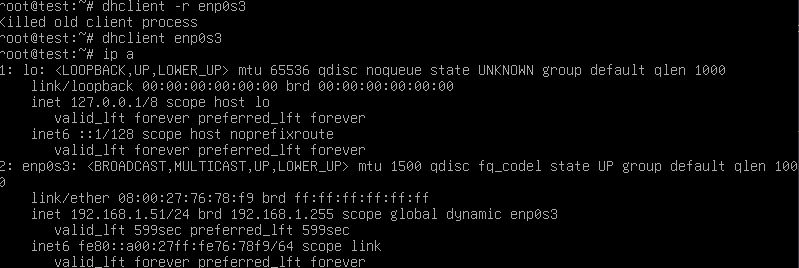 root@test:~# dhclient -r enp0s3
Killed old client process
root@test:~# dhclient enp0s3
root@test:~# ip a
1: lo: <LOOPBACK,UP,LOWER_UP> mtu 65536 qdisc noqueue state UNKNOWN group default qlen 1000
    link/loopback 00:00:00:00:00:00 brd 00:00:00:00:00:00
    inet 127.0.0.1/8 scope host lo
       valid_lft forever preferred_lft forever
    inet6 ::1/128 scope host noprefixroute
       valid_lft forever preferred_lft forever
2: enp0s3: <BROADCAST,MULTICAST,UP,LOWER_UP> mtu 1500 qdisc fq_codel state UP group default qlen 100
0
    link/ether 08:00:27:76:78:f9 brd ff:ff:ff:ff:ff:ff
    inet 192.168.1.51/24 brd 192.168.1.255 scope global dynamic enp0s3
       valid_lft 599sec preferred_lft 599sec
    inet6 fe80::a00:27ff:fe76:78f9/64 scope link
       valid_lft forever preferred_lft forever